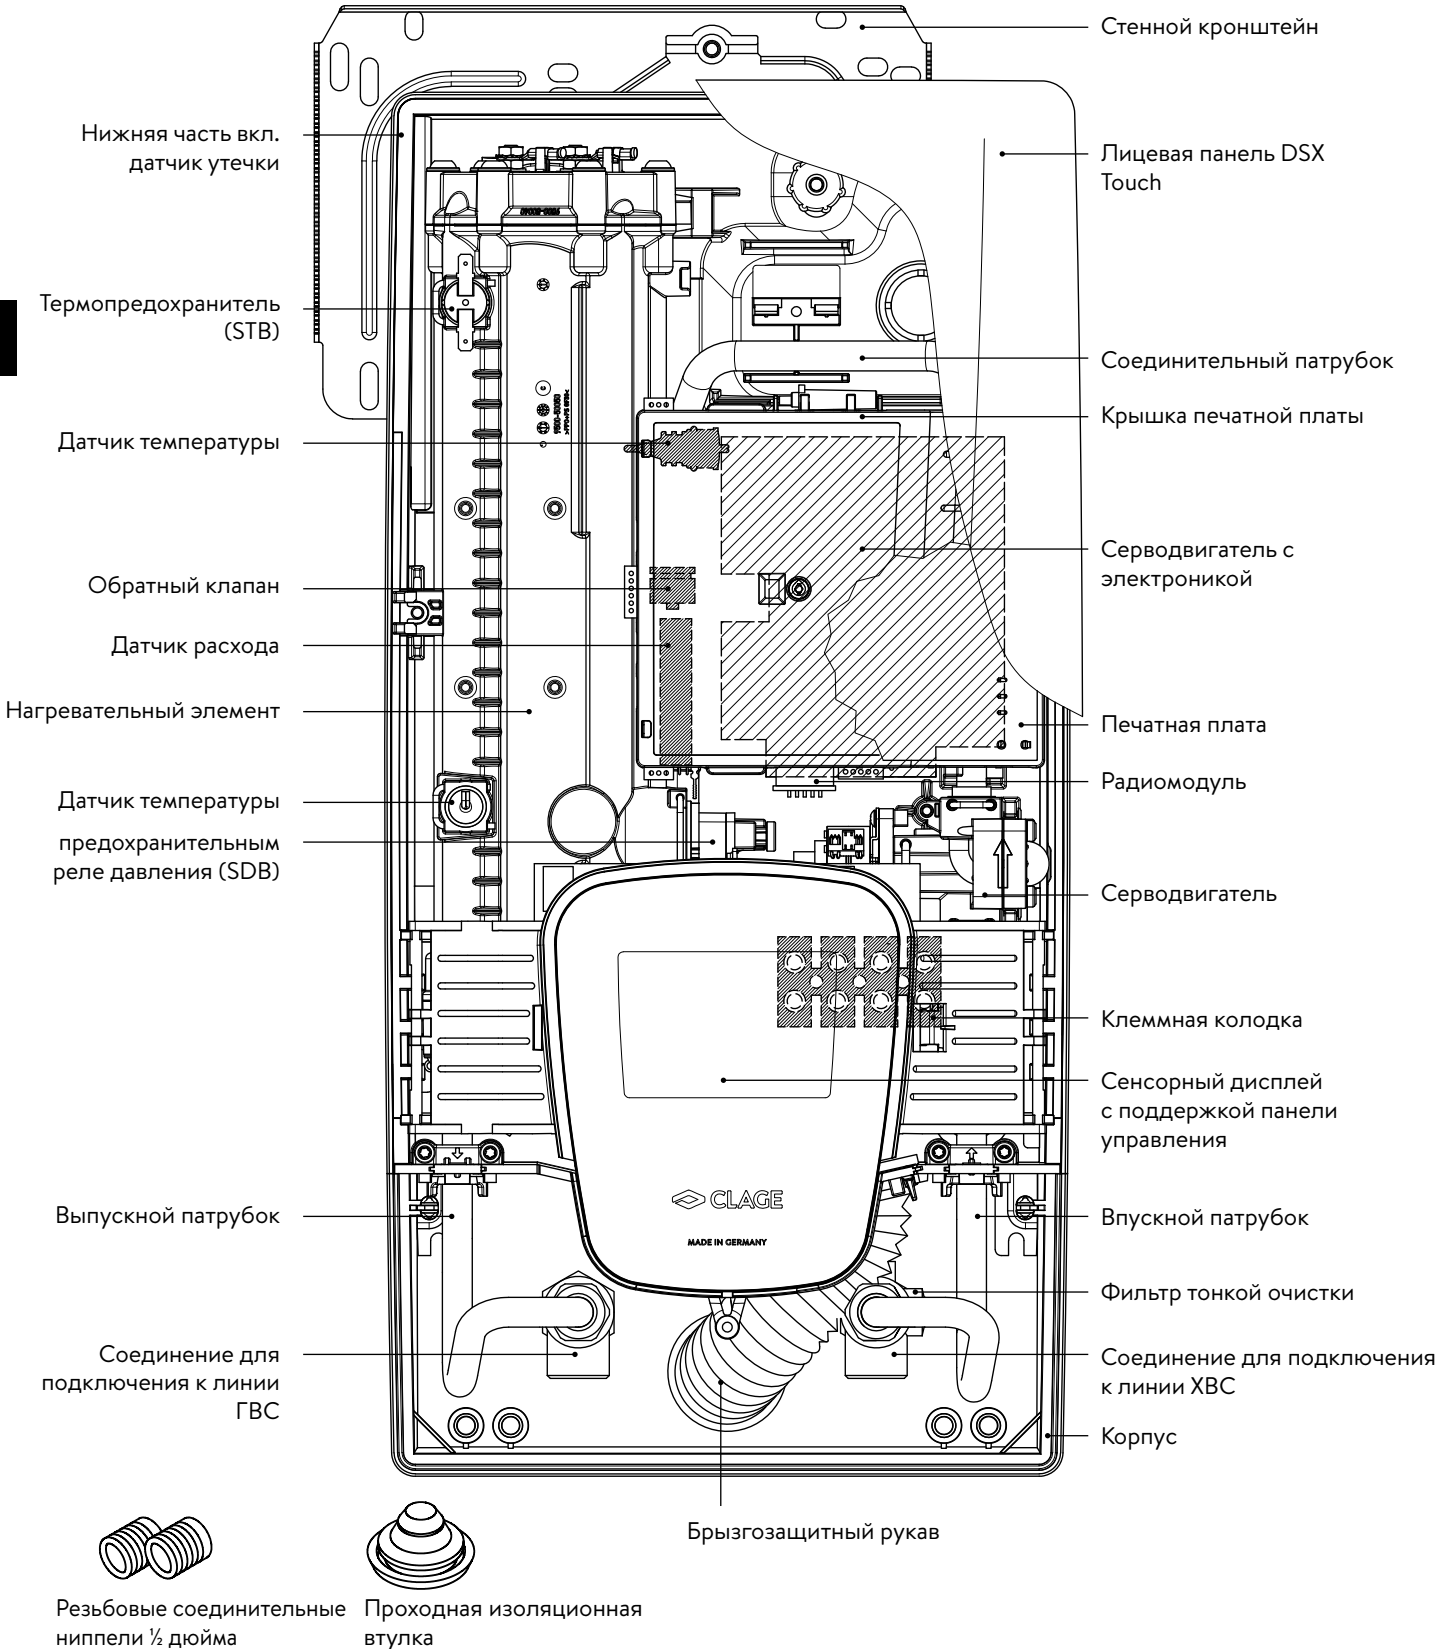 Стенной кронштейн
Нижняя часть вкл.
датчик утечки
Лицевая панель DSX
Touch
Термопредохранитель
(STB)
Соединительный патрубок
Крышка печатной платы
Датчик температуры
Серводвигатель с
электроникой
Обратный клапан
Датчик расхода
Нагревательный элемент
Печатная плата
Радиомодуль
Датчик температуры
предохранительным
реле давления (SDB)
Серводвигатель
Клеммная колодка
Сенсорный дисплей
с поддержкой панели
управления
CLAGE
MADE IN GERMANY
Выпускной патрубок
Впускной патрубок
Фильтр тонкой очистки
Соединение для
подключения к линии
ГВС
Соединение для подключения
к линии ХВС
Корпус
Брызгозащитный рукав
Резьбовые соединительные
ниппели ½ дюйма
Проходная изоляционная
втулка